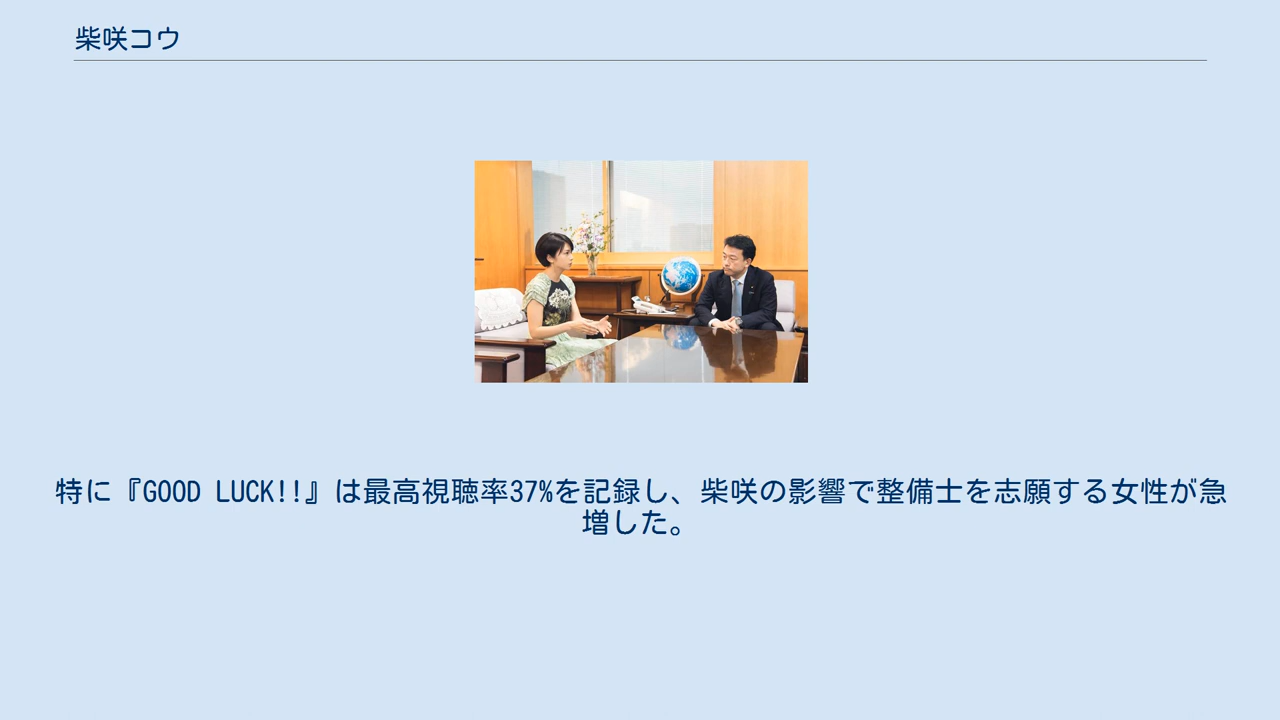 柴咲コウ
特に『GOOD LUCK!!』は最高視聴率37%を記録し、柴咲の影響で整備士を志願する女性が急
増した。